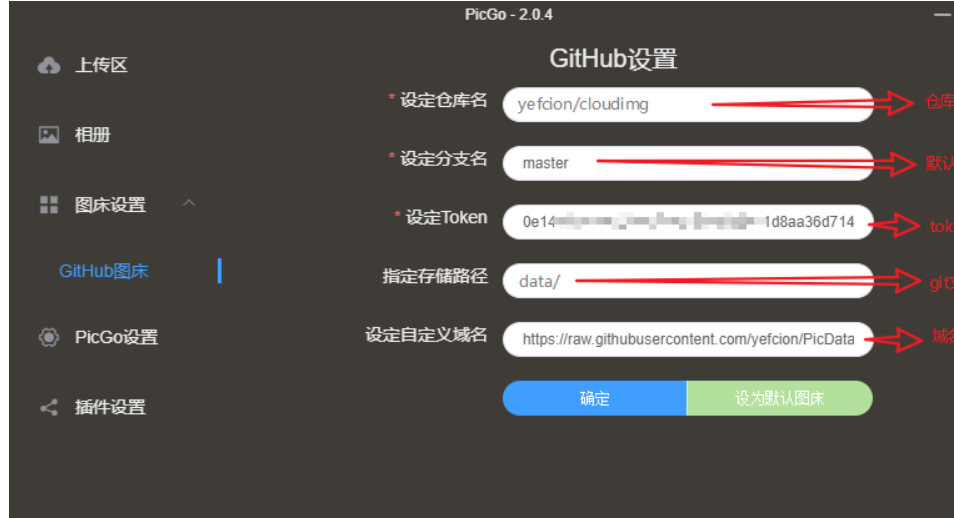 PicGo - 2.0.4
GitHub设置
上传区
相册
图床设置
GitHub图床
PicGo设置
插件设置
* 设定仓库名 yefcion/cloudimg 仓库
* 设定分支名 master 默认
* 设定Token 0e14 1d8aa36d714 tok
指定存储路径 data/ git
设定自定义域名 https://raw.githubusercontent.com/yefcion/PicData 域名
确定 设为默认图床